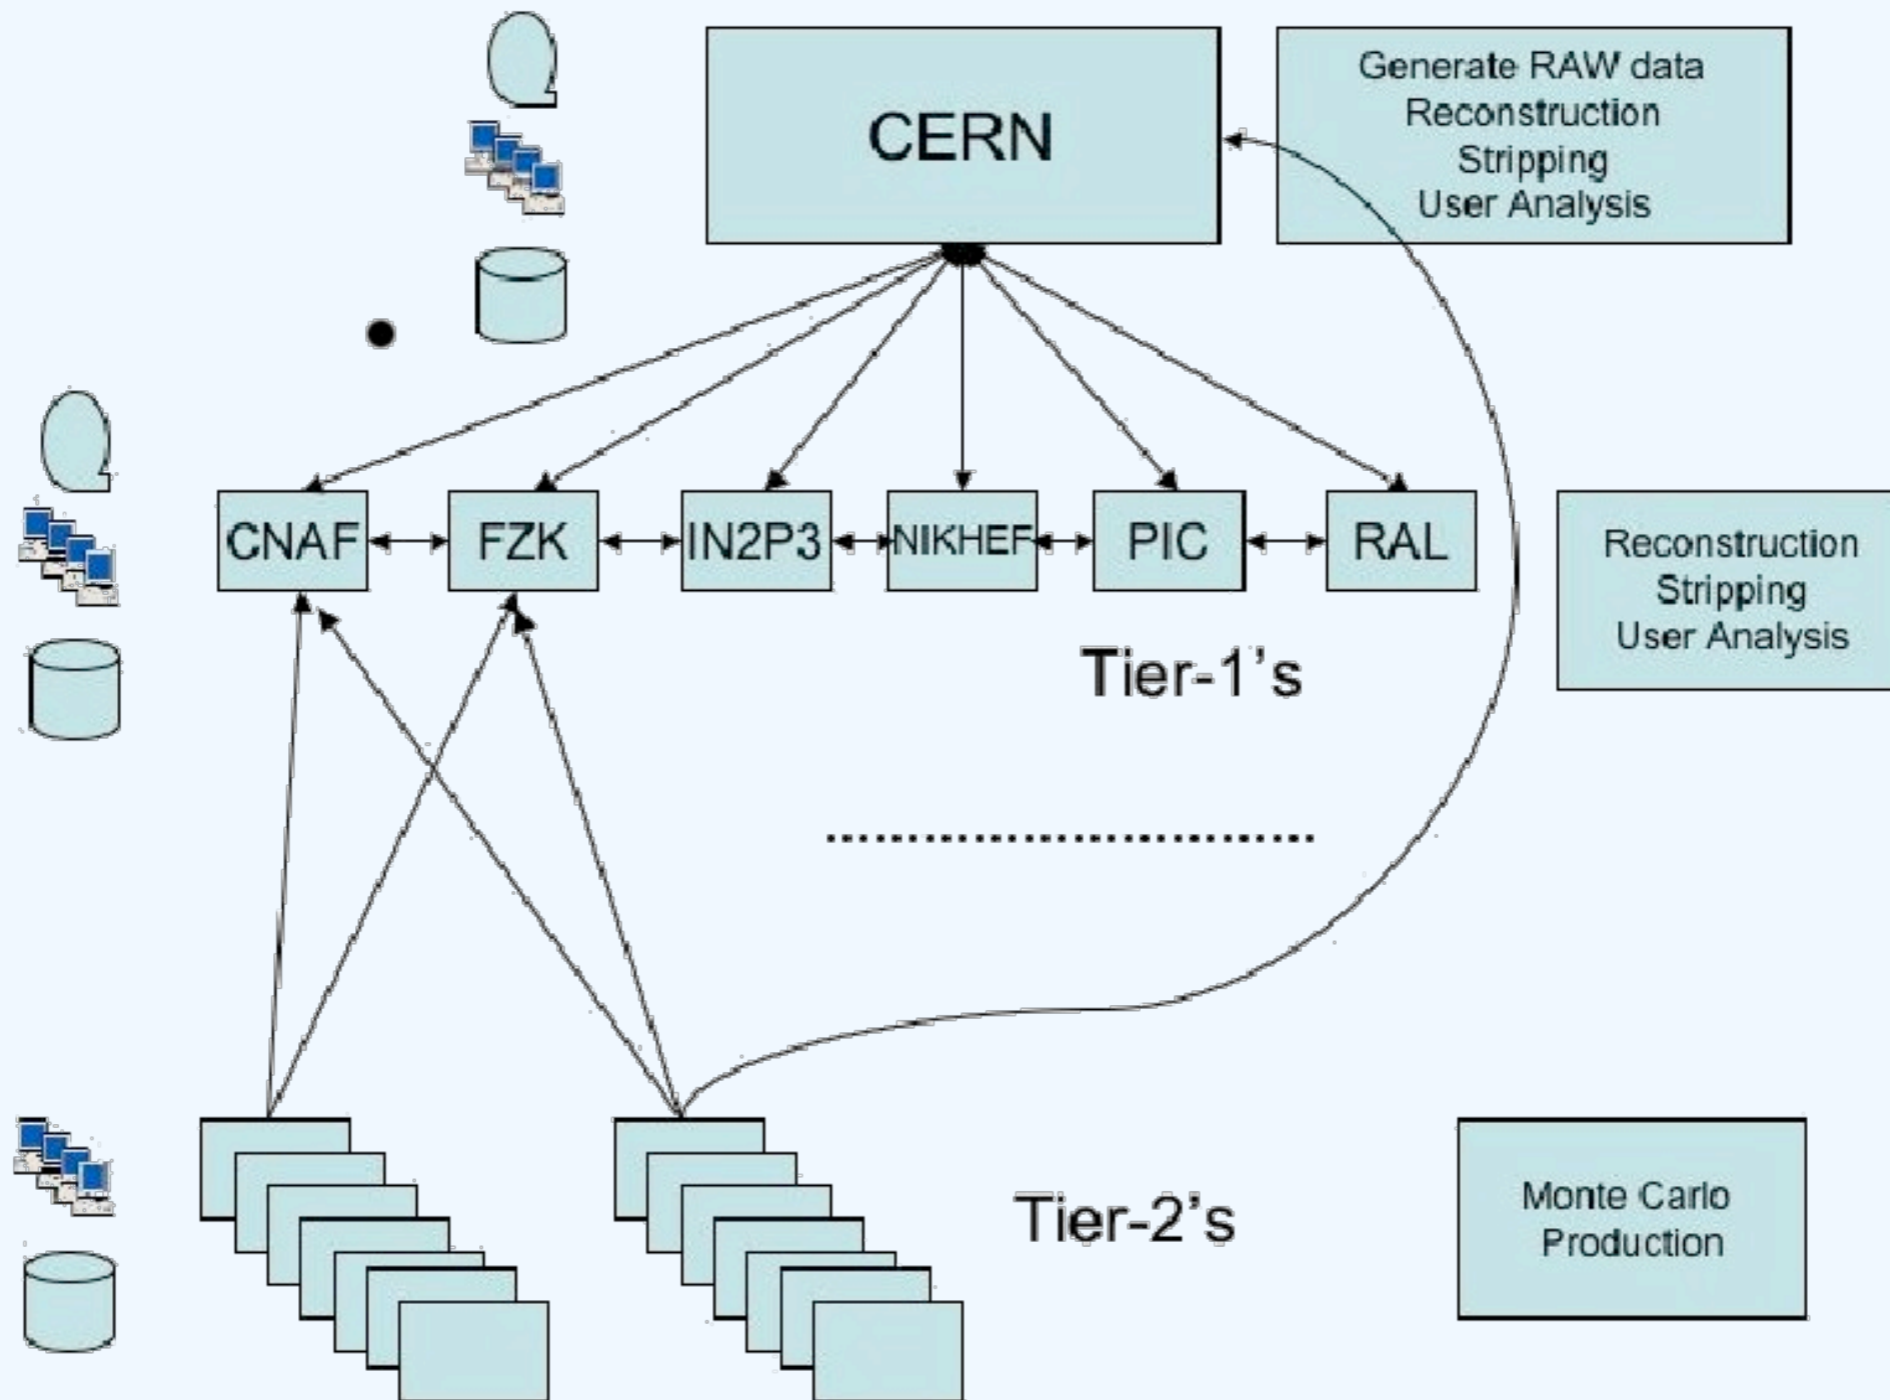 CERN
Generate RAW data
Reconstruction
Stripping
User Analysis
CNAF
FZK
IN2P3
NIKHEF
PIC
RAL
Reconstruction
Stripping
User Analysis
Tier-1's
Tier-2's
Monte Carlo
Production